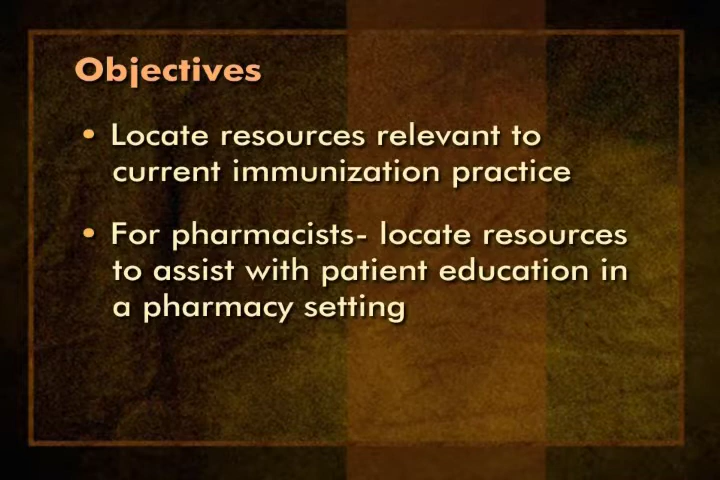 Objectives
• Locate resources relevant to
current immunization practice
• For pharmacists- locate resources
to assist with patient education in
a pharmacy setting